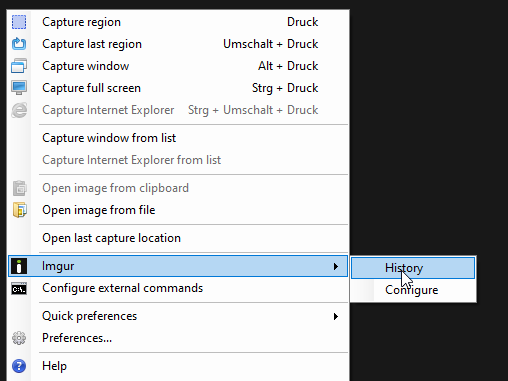 Capture region Druck
Capture last region Umschalt + Druck
Capture window Alt + Druck
Capture full screen Strg + Druck
Capture Internet Explorer Strg + Umschalt + Druck
Capture window from list
Capture Internet Explorer from list
Open image from clipboard
Open image from file
Open last capture location
Imgur
History
Configure external commands
Configure
Quick preferences
Preferences...
Help